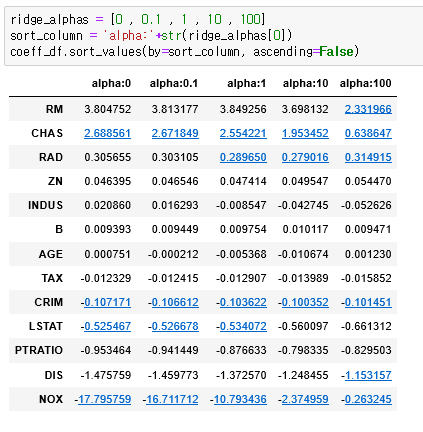 ridge_alphas = [0 , 0.1 , 1 , 10 , 100]
sort_column = 'alpha:'+str(ridge_alphas[0])
coeff_df.sort_values(by=sort_column, ascending=False)
alpha:0 alpha:0.1 alpha:1 alpha:10 alpha:100
RM 3.804752 3.813177 3.849256 3.698132 2.331966
CHAS 2.688561 2.671849 2.554221 1.953452 0.638647
RAD 0.305655 0.303105 0.289650 0.279016 0.314915
ZN 0.046395 0.046546 0.047414 0.049547 0.054470
INDUS 0.020860 0.016293 -0.008547 -0.042745 -0.052626
B 0.009393 0.009449 0.009754 0.010117 0.009471
AGE 0.000751 -0.000212 -0.005368 -0.010674 0.001230
TAX -0.012329 -0.012415 -0.012907 -0.013989 -0.015852
CRIM -0.107171 -0.106612 -0.103622 -0.100352 -0.101451
LSTAT -0.525467 -0.526678 -0.534072 -0.560097 -0.661312
PTRATIO -0.953464 -0.941449 -0.876633 -0.798335 -0.829503
DIS -1.475759 -1.459773 -1.372570 -1.248455 -1.153157
NOX -17.795759 -16.711712 -10.793436 -2.374959 -0.263245